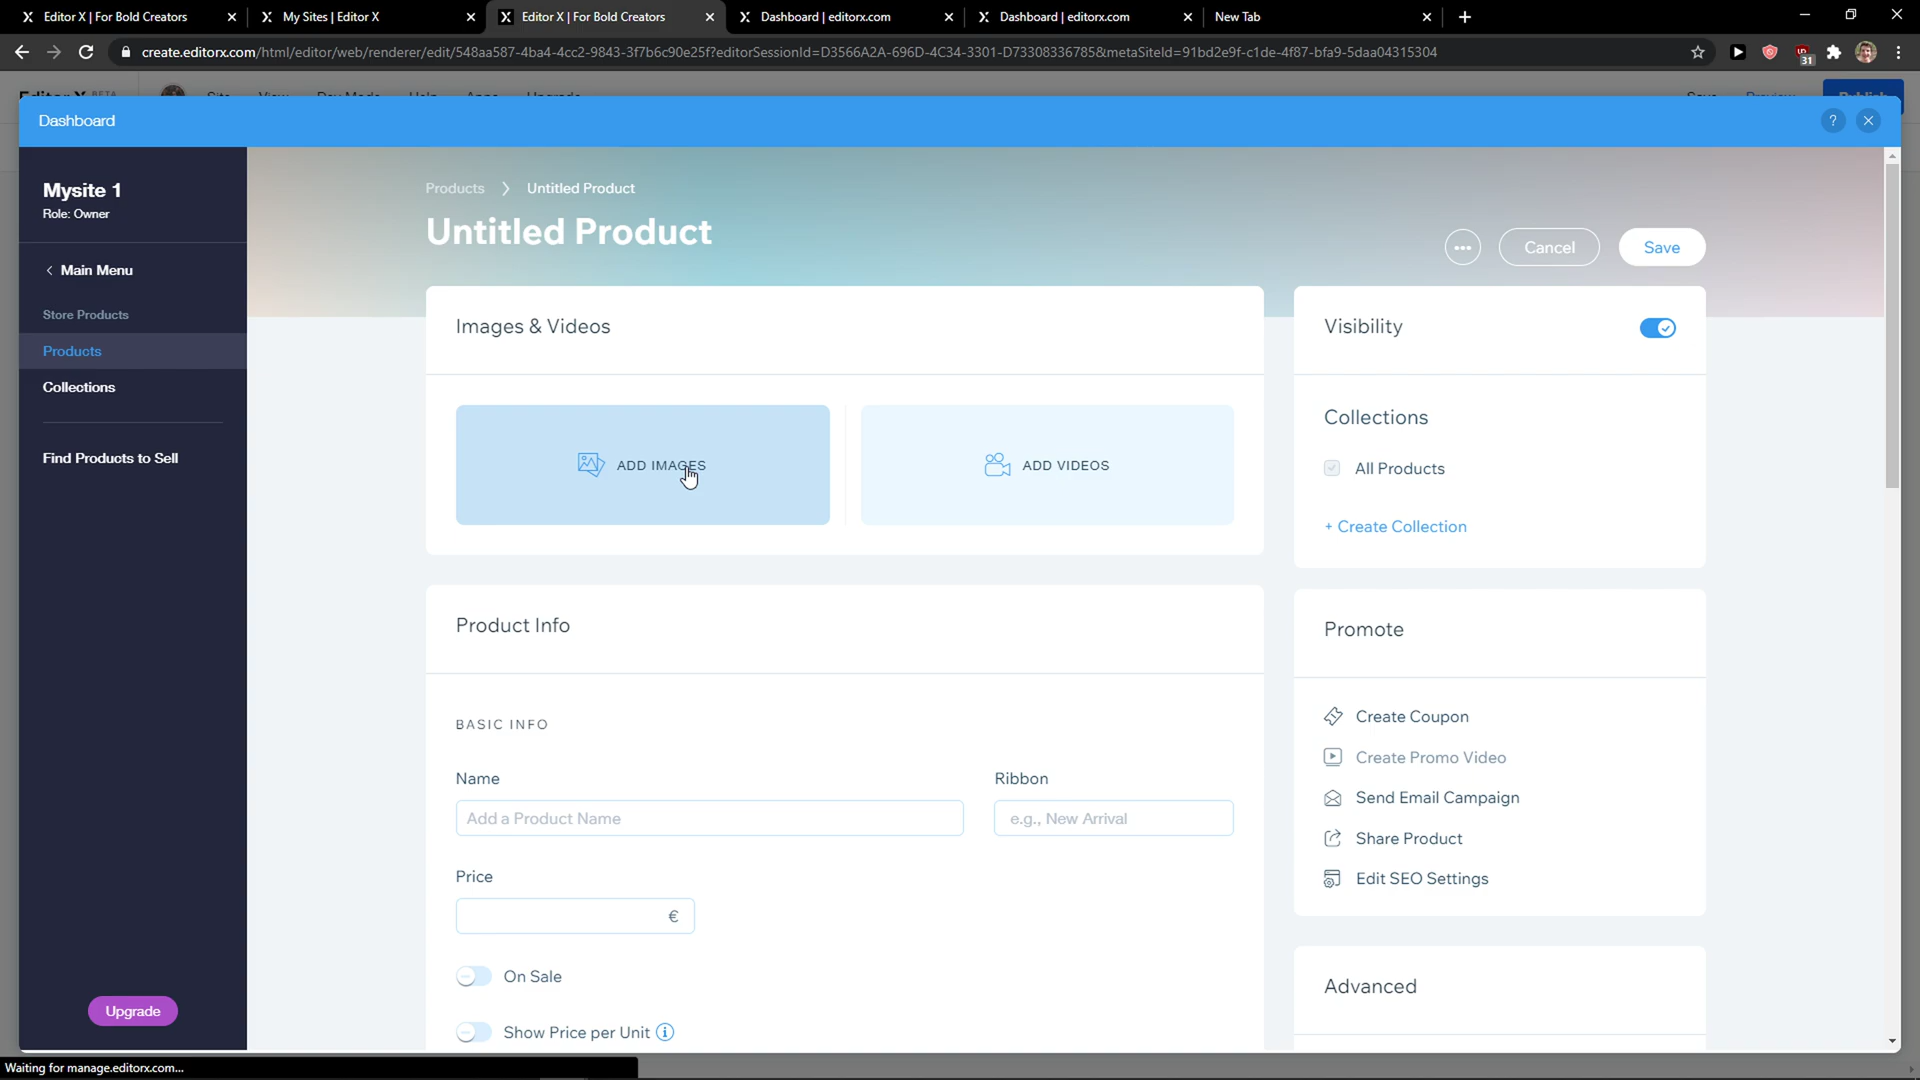 Editor X | For Bold Creators
My Sites | Editor X
Editor X | For Bold Creators
Dashboard | editorx.com
Dashboard | editorx.com
New Tab
create.editorx.com/html/editor/web/renderer/edit/548aa587-4ba4-4cc2-9843-3f7b6c90e25f?editorSessionId=D3566A2A-696D-4C34-3301-D73308336785&metaSiteId=91bd2e9f-c1de-4f87-bfa9-5daa04315304
31
Editor X BETA
Site View Dev Mode Help Apps Upgrade
Save Preview Publish
Dashboard
?
Mysite 1
Role: Owner
Main Menu
Store Products
Products
Collections
Find Products to Sell
Upgrade
Products > Untitled Product
Untitled Product
Cancel
Save
Images & Videos
ADD IMAGES
ADD VIDEOS
Product Info
BASIC INFO
Name
Ribbon
Add a Product Name
e.g., New Arrival
Price
€
On Sale
Show Price per Unit
Visibility
Collections
All Products
+ Create Collection
Promote
Create Coupon
Create Promo Video
Send Email Campaign
Share Product
Edit SEO Settings
Advanced
Waiting for manage.editorx.com...